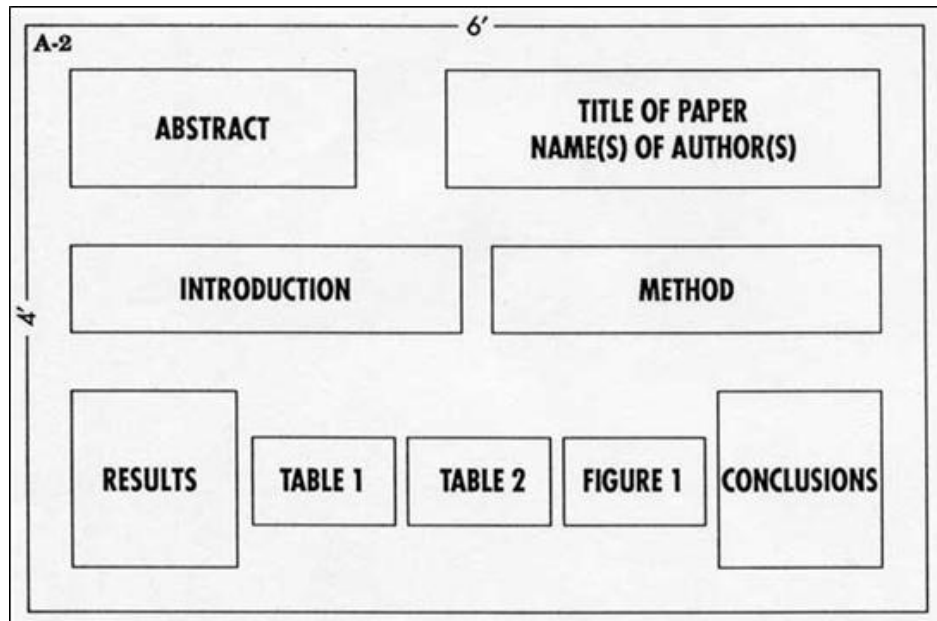 6'
A-2
ABSTRACT
TITLE OF PAPER
NAME(S) OF AUTHOR(S)
4'
INTRODUCTION
METHOD
RESULTS
TABLE 1
TABLE 2
FIGURE 1
CONCLUSIONS